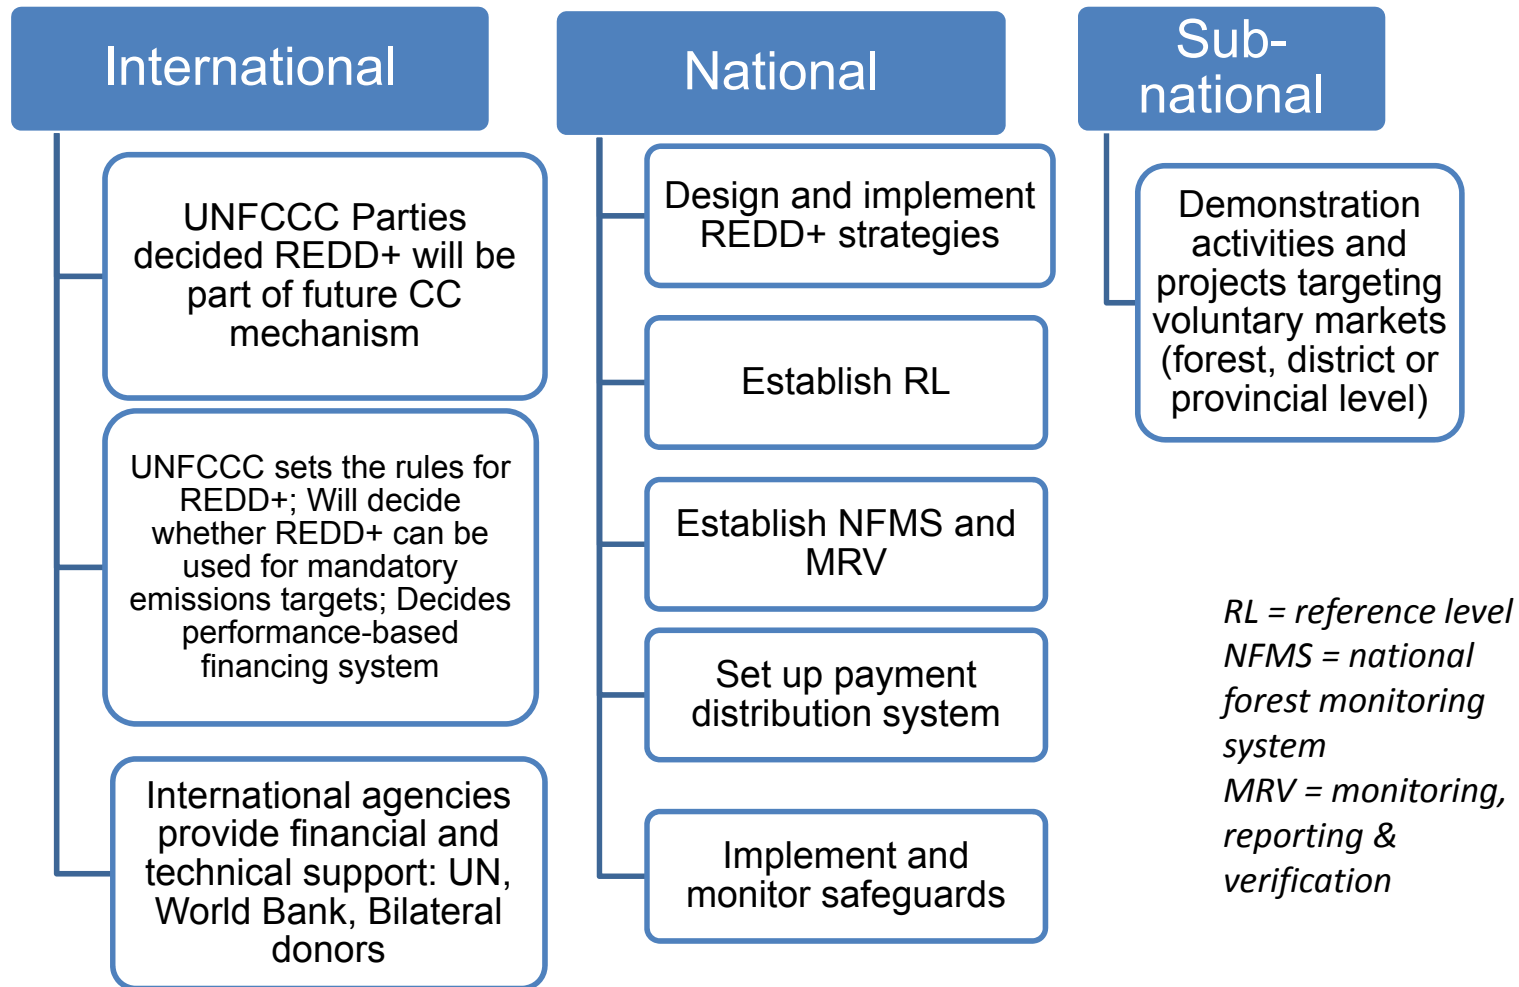 International
UNFCCC Parties
decided REDD+ will be
part of future CC
mechanism
UNFCCC sets the rules for
REDD+; Will decide
whether REDD+ can be
used for mandatory
emissions targets; Decides
performance-based
financing system
International agencies
provide financial and
technical support: UN,
World Bank, Bilateral
donors
National
Design and implement
REDD+ strategies
Establish RL
Establish NFMS and
MRV
Set up payment
distribution system
Implement and
monitor safeguards
Sub-
national
Demonstration
activities and
projects targeting
voluntary markets
(forest, district or
provincial level)
RL = reference level
NFMS = national
forest monitoring
system
MRV = monitoring,
reporting &
verification